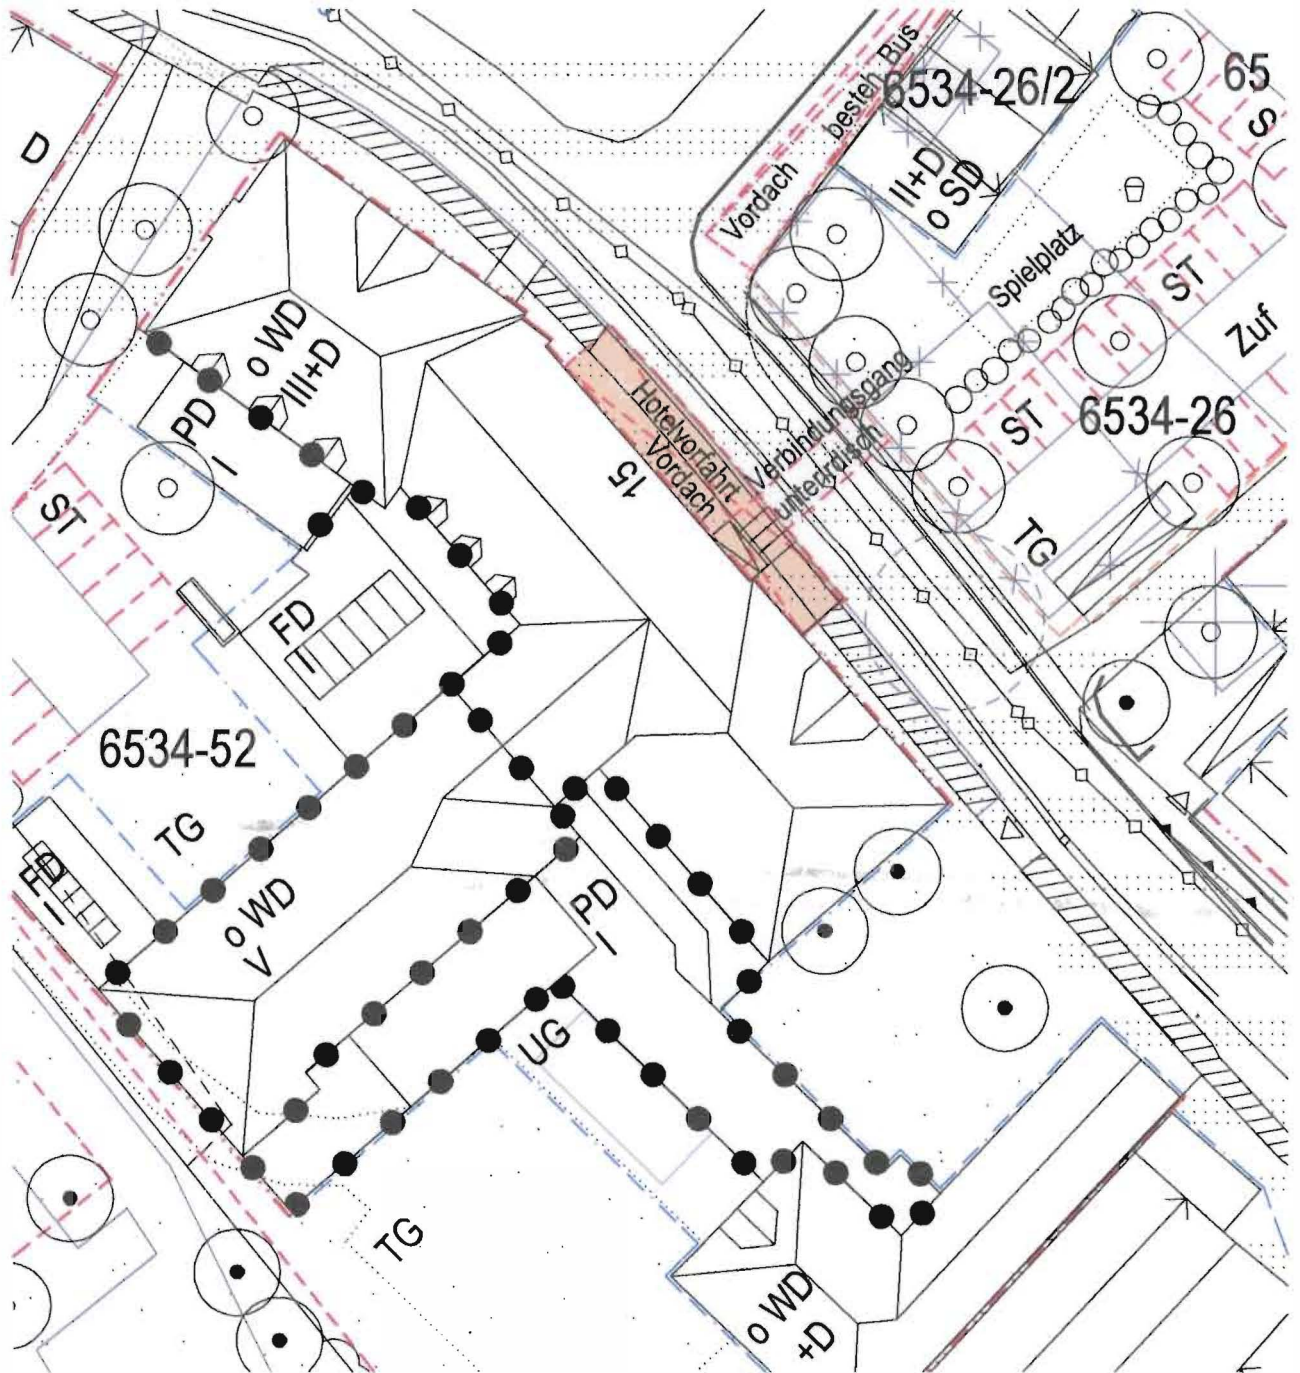 D
besteh Bus
Vordach
6534-26/2
II+D
o SD
65
S
Spielplatz
ST
Zuf
ST
6534-26
TG
o WD
III+D
PD
I
ST
15
Hotelvorfahrt
Vordach
Verbindungsgang
unterirdisch
FD
I
6534-52
TG
FD
I
o WD
V
PD
I
UG
TG
o WD
+D